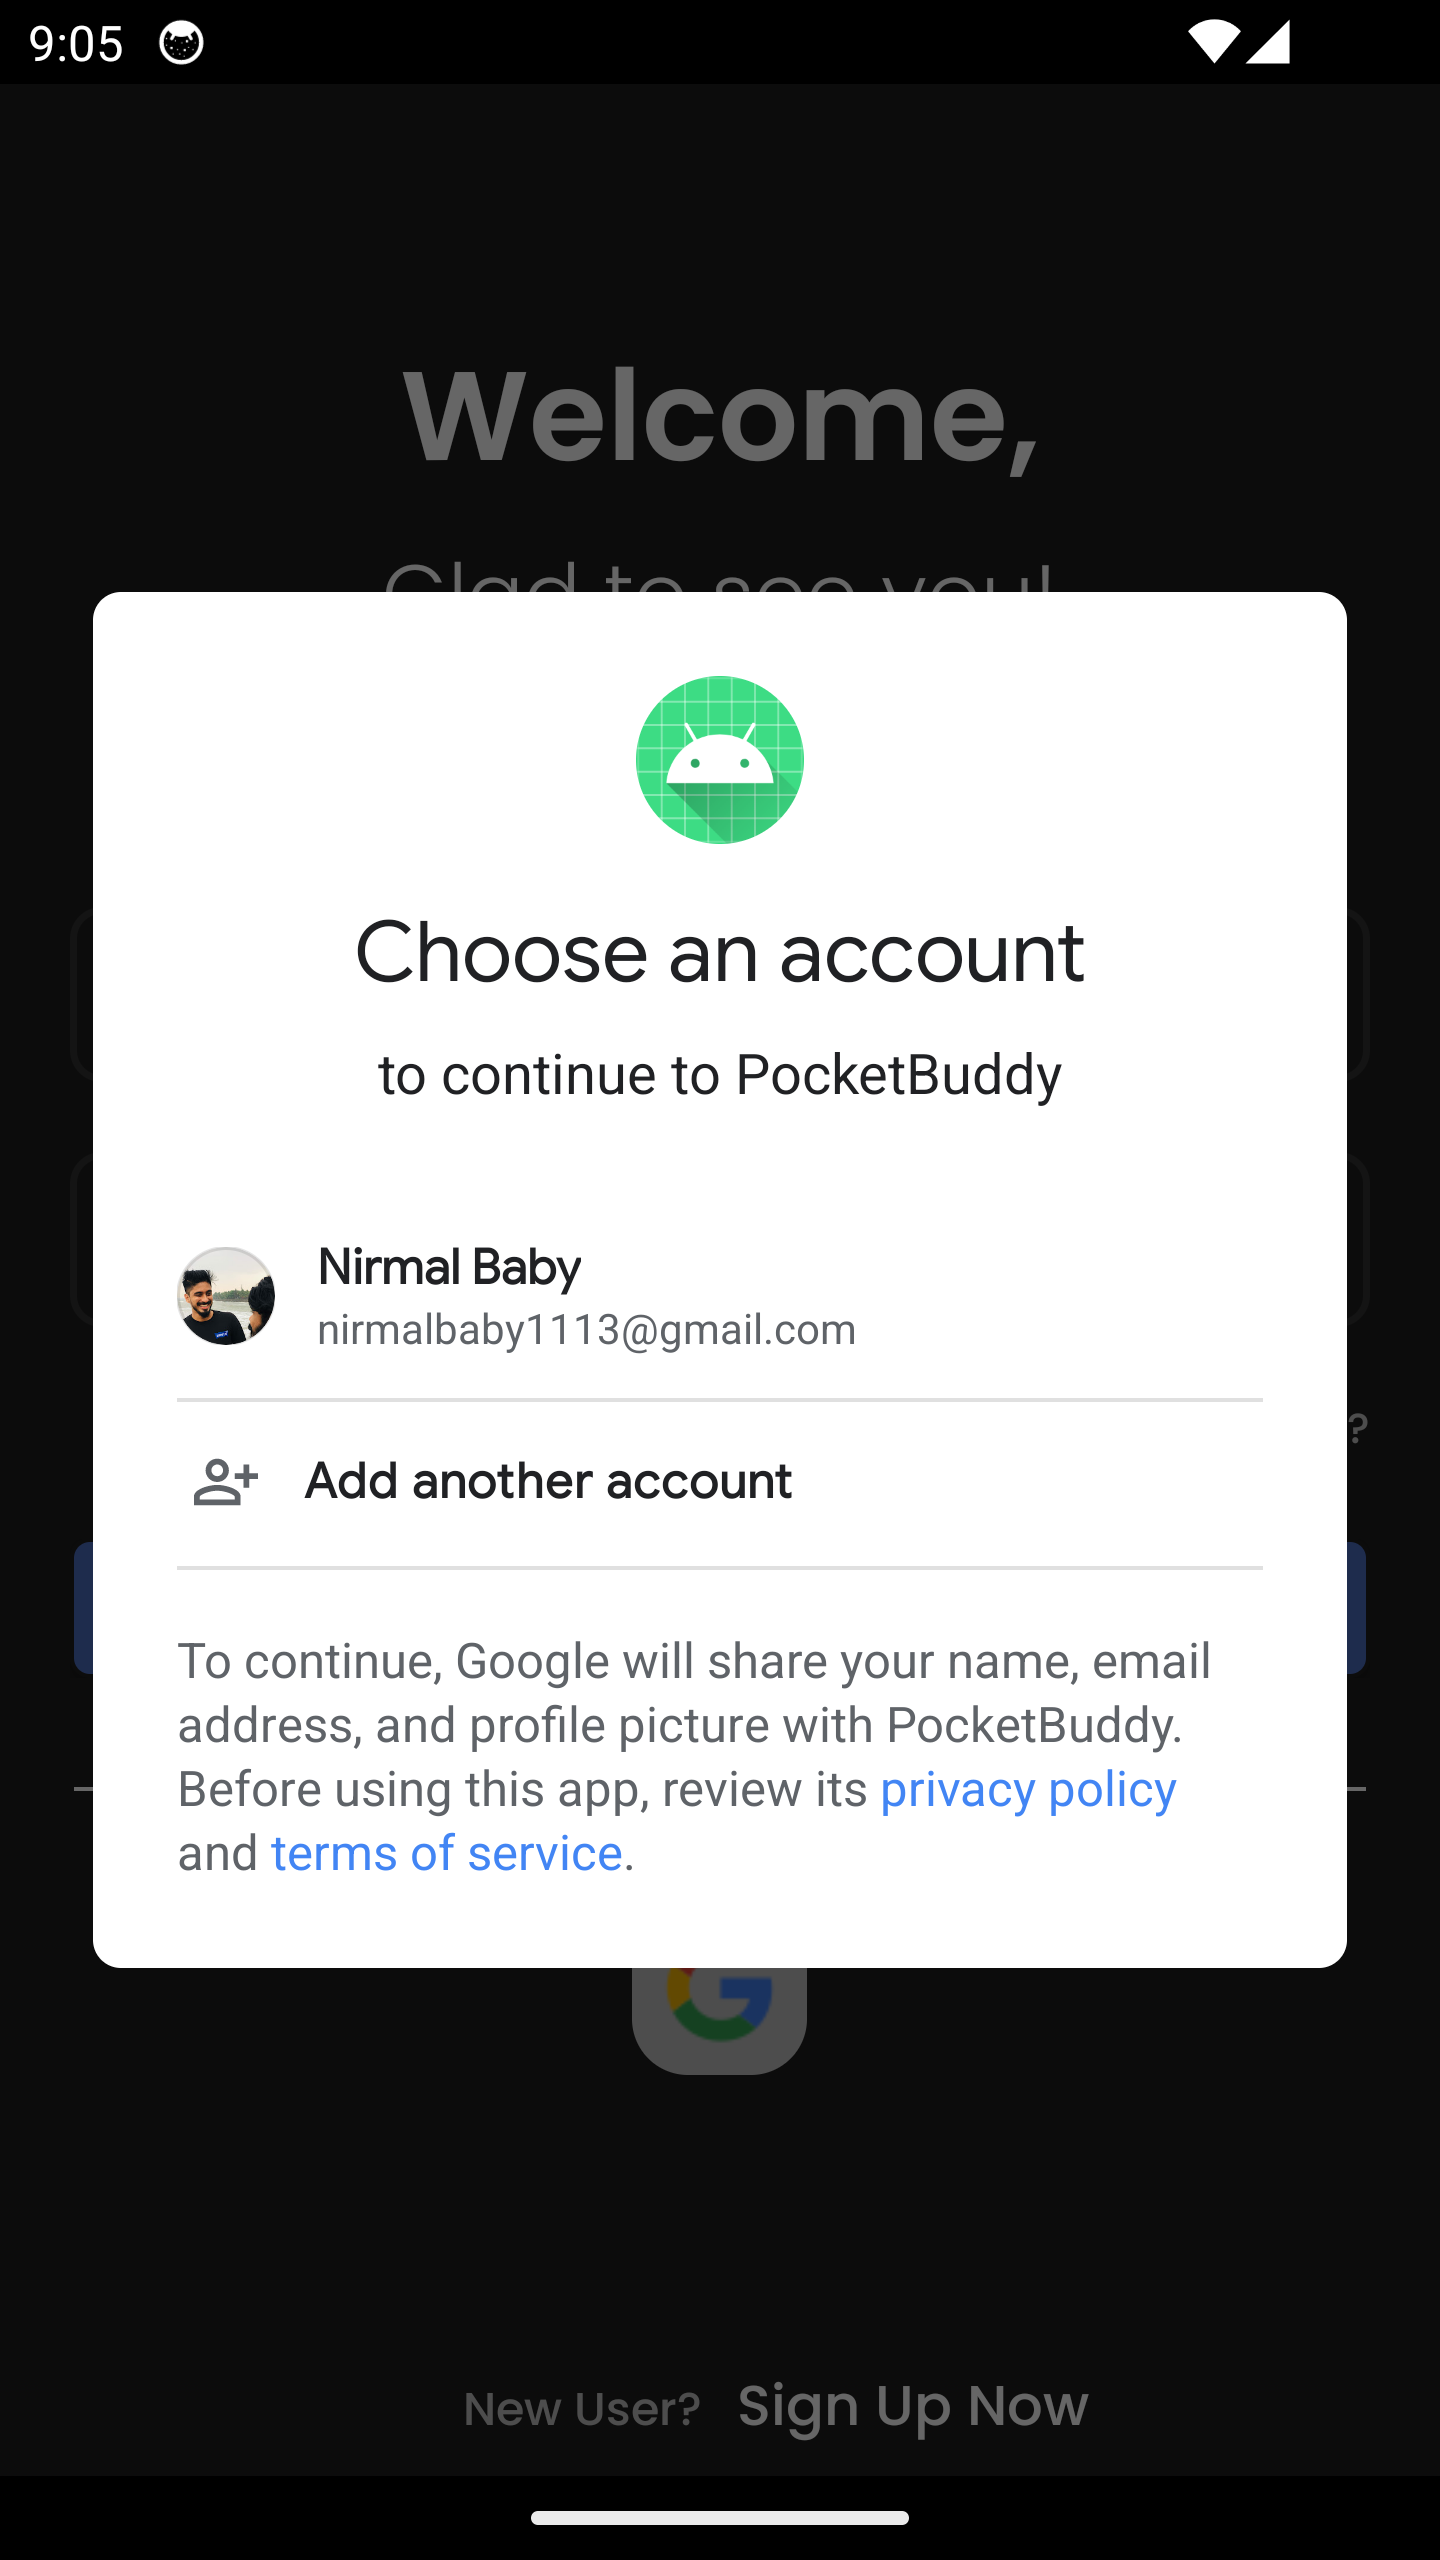 9:05
Welcome,
Glad to see you!
Choose an account
to continue to PocketBuddy
Nirmal Baby
nirmalbaby1113@gmail.com
?
Add another account
To continue, Google will share your name, email
address, and profile picture with PocketBuddy.
Before using this app, review its privacy policy
and terms of service.
New User? Sign Up Now